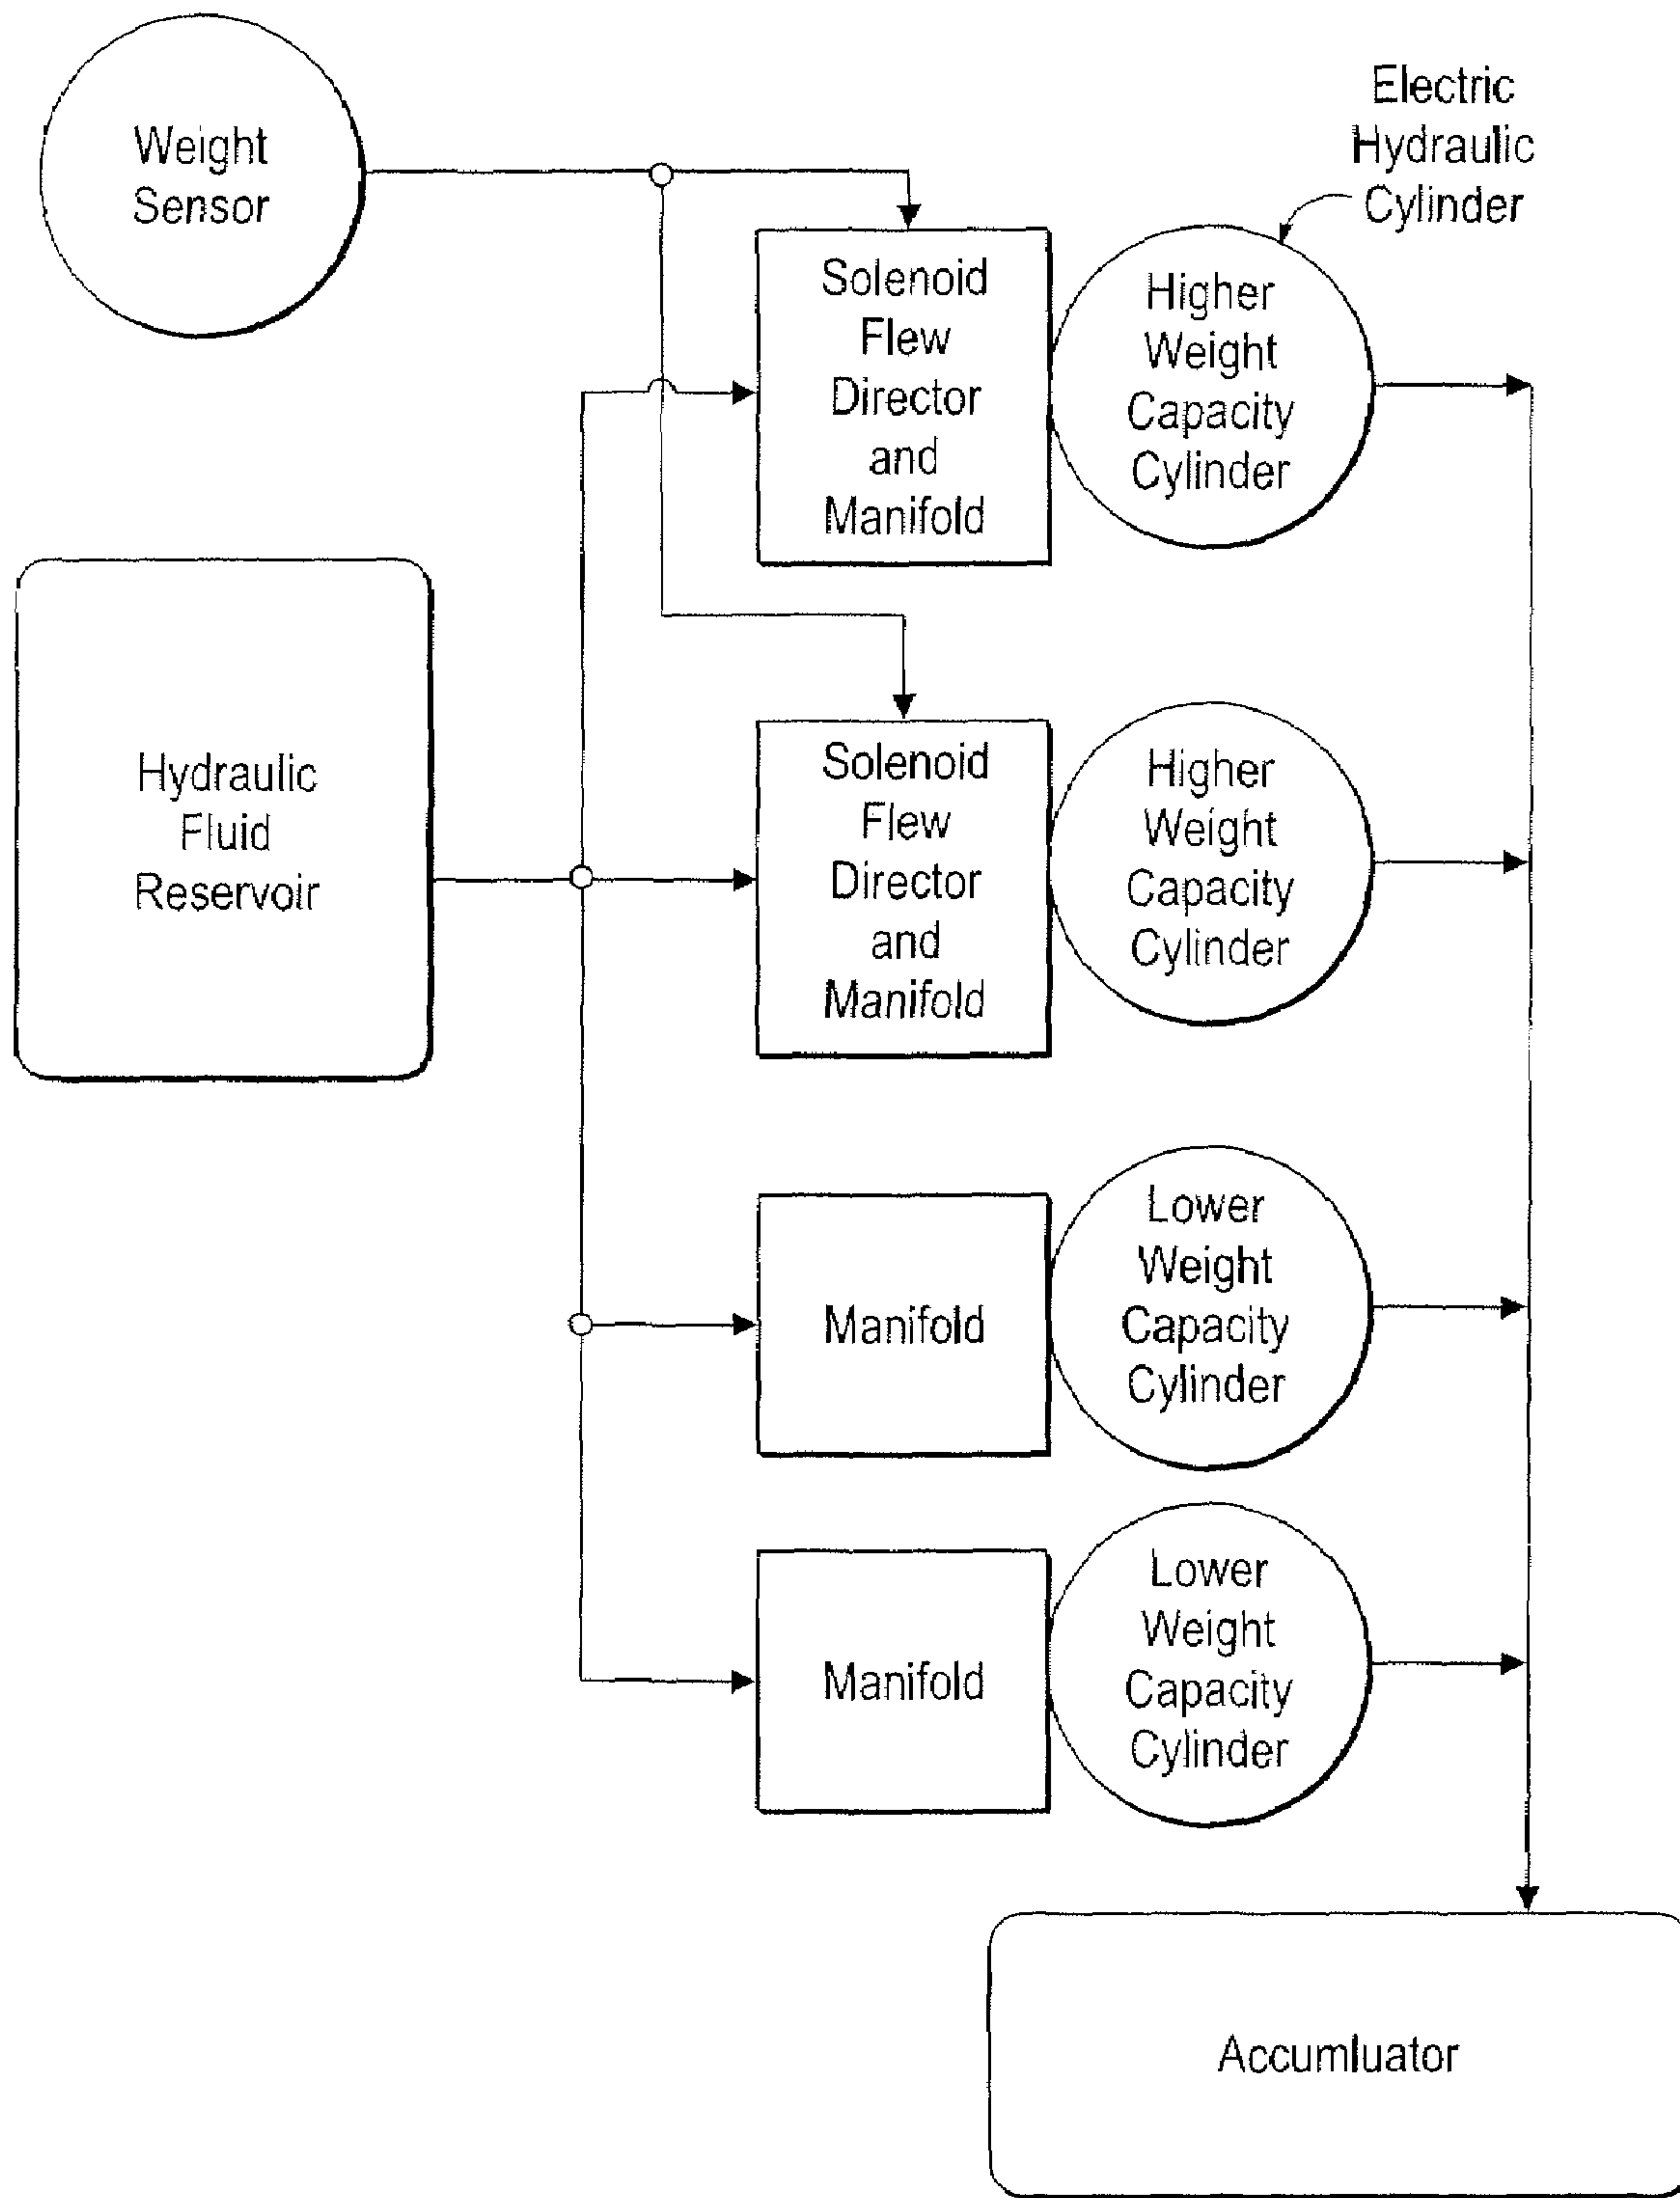 Weight
Sensor
Electric
Hydraulic
Cylinder
Solenoid
Flew
Director
and
Manifold
Higher
Weight
Capacity
Cylinder
Hydraulic
Fluid
Reservoir
Solenoid
Flew
Director
and
Manifold
Higher
Weight
Capacity
Cylinder
Manifold
Lower
Weight
Capacity
Cylinder
Manifold
Lower
Weight
Capacity
Cylinder
Accumluator